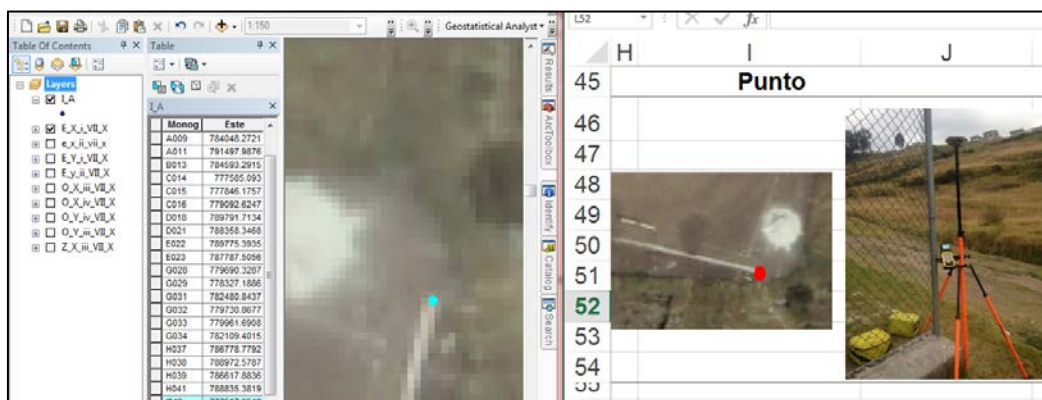 1:150
Geostatistical Analyst
Table Of Contents
Table
Layers
I_A
E_X_i_VII_X
e_x_ii_vii_x
E_Y_i_VII_X
E_y_ii_VII_X
O_X_iii_VII_X
O_X_iv_VII_X
O_Y_iv_VII_X
O_Y_iii_VII_X
Z_X_iii_VII_X
I_A
Monog Este
A009 784048.2721
A011 791497.9876
B013 784593.2915
C014 777585.093
C015 777846.1757
C016 779092.6247
D018 789791.7134
D021 788358.3468
E022 789775.3935
E023 787787.5056
G028 779690.3287
G029 778327.1886
G031 782480.8437
G032 779730.8677
G033 779961.6908
G034 782109.4015
H037 786778.7792
H038 788972.5787
H039 786617.8836
H041 788835.3819
Results
ArcToolbox
Identify
Catalog
Search
L52
fx
H I J
45 Punto
46
47
48
49
50
51
52
53
54
55